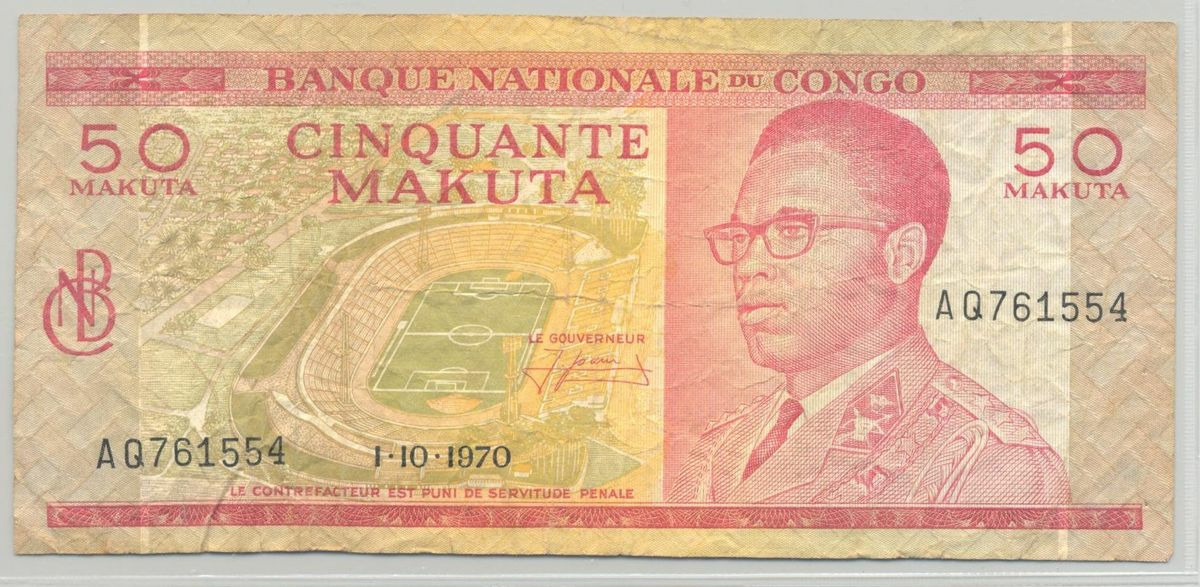 BANQUE NATIONALE DU CONGO
50
MAKUTA
CINQUANTE
MAKUTA
50
MAKUTA
BNC
AQ761554
LE GOUVERNEUR
AQ761554
1·10·1970
LE CONTREFACTEUR EST PUNI DE SERVITUDE PENALE